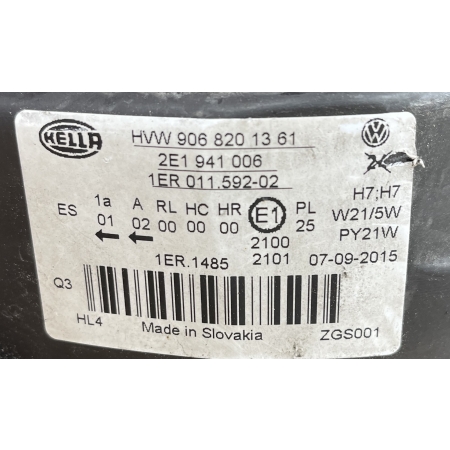 HELLA
HVW 906 820 13 61
2E1 941 006
1ER 011.592-02
ES 1a A RL HC HR E1 PL
01 02 00 00 00 25
H7;H7
W21/5W
PY21W
2100
1ER.1485 2101 07-09-2015
Q3
HL4 Made in Slovakia ZGS001